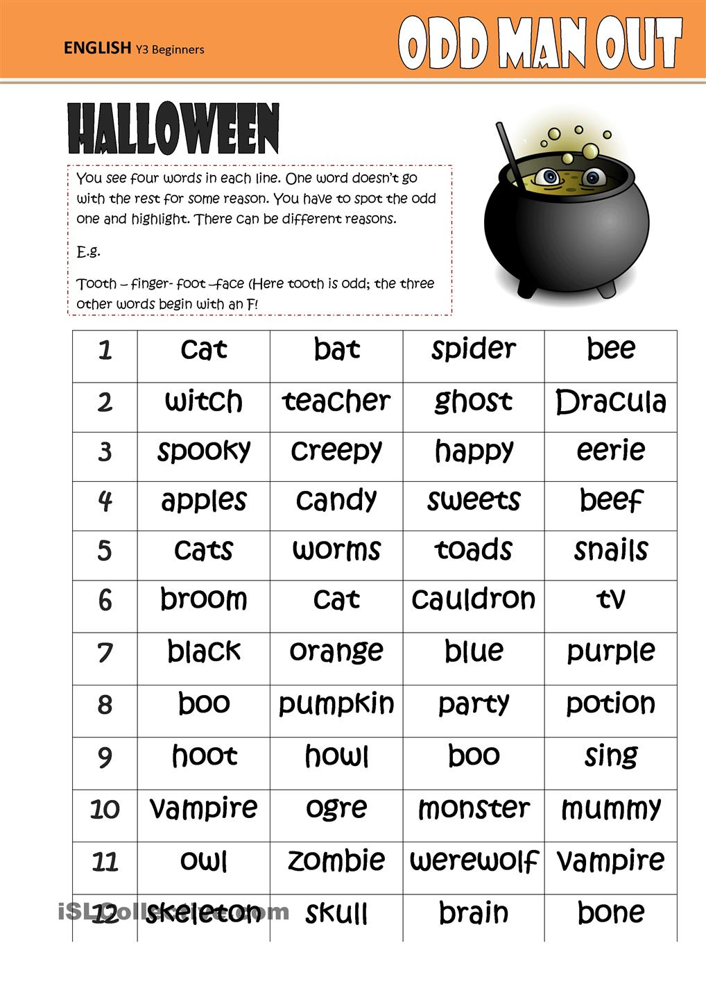 ENGLISH Y3 Beginners
ODD MAN OUT
HALLOWEEN
You see four words in each line. One word doesn't go
with the rest for some reason. You have to spot the odd
one and highlight. There can be different reasons.
E.g.
Tooth – finger- foot –face (Here tooth is odd; the three
other words begin with an F!
1 cat bat spider bee
2 witch teacher ghost Dracula
3 spooky creepy happy eerie
4 apples candy sweets beef
5 cats worms toads snails
6 broom cat cauldron tv
7 black orange blue purple
8 boo pumpkin party potion
9 hoot howl boo sing
10 vampire ogre monster mummy
11 owl zombie werewolf vampire
12 skeleton skull brain bone
iSLCollective.com